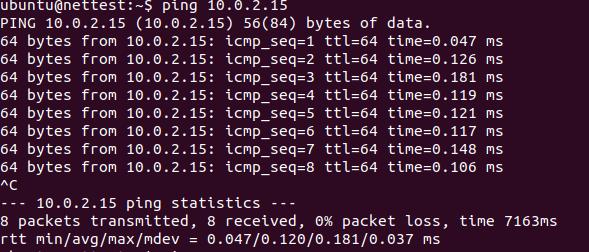 ubuntu@nettest:~$ ping 10.0.2.15
PING 10.0.2.15 (10.0.2.15) 56(84) bytes of data.
64 bytes from 10.0.2.15: icmp_seq=1 ttl=64 time=0.047 ms
64 bytes from 10.0.2.15: icmp_seq=2 ttl=64 time=0.126 ms
64 bytes from 10.0.2.15: icmp_seq=3 ttl=64 time=0.181 ms
64 bytes from 10.0.2.15: icmp_seq=4 ttl=64 time=0.119 ms
64 bytes from 10.0.2.15: icmp_seq=5 ttl=64 time=0.121 ms
64 bytes from 10.0.2.15: icmp_seq=6 ttl=64 time=0.117 ms
64 bytes from 10.0.2.15: icmp_seq=7 ttl=64 time=0.148 ms
64 bytes from 10.0.2.15: icmp_seq=8 ttl=64 time=0.106 ms
^C
--- 10.0.2.15 ping statistics ---
8 packets transmitted, 8 received, 0% packet loss, time 7163ms
rtt min/avg/max/mdev = 0.047/0.120/0.181/0.037 ms